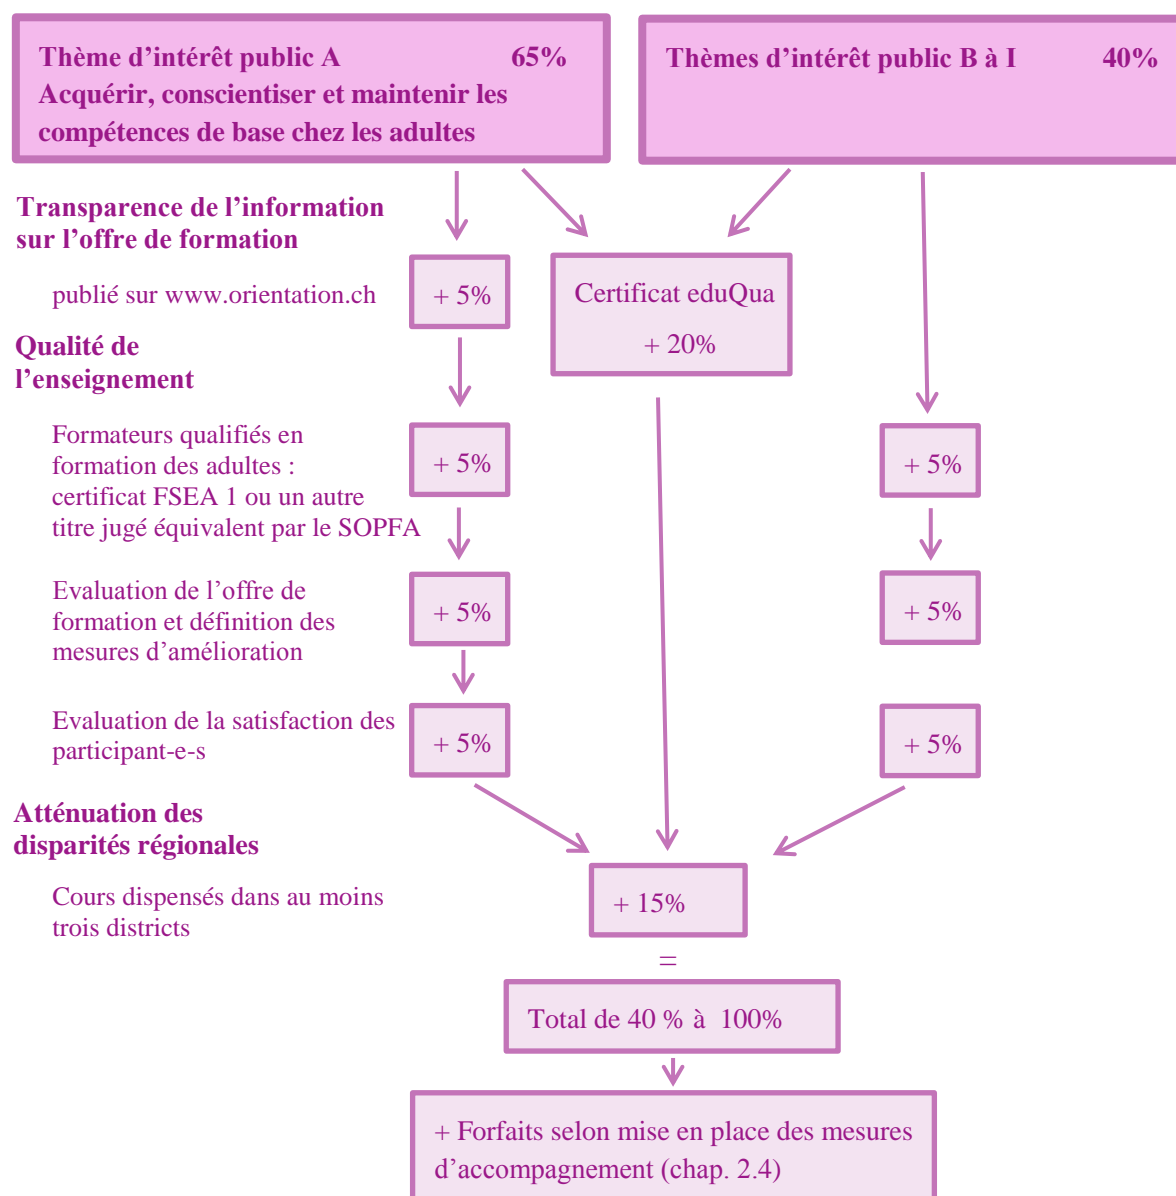 Thème d'intérêt public A 65%
Acquérir, conscientiser et maintenir les
compétences de base chez les adultes
Thèmes d'intérêt public B à I 40%
Transparence de l'information
sur l'offre de formation
publié sur www.orientation.ch
+ 5%
Certificat eduQua
+ 20%
Qualité de
l'enseignement
Formateurs qualifiés en
formation des adultes :
certificat FSEA 1 ou un autre
titre jugé équivalent par le SOPFA
+ 5%
+ 5%
Evaluation de l'offre de
formation et définition des
mesures d'amélioration
+ 5%
+ 5%
Evaluation de la satisfaction des
participant-e-s
+ 5%
+ 5%
Atténuation des
disparités régionales
Cours dispensés dans au moins
trois districts
+ 15%
=
Total de 40 % à 100%
+ Forfaits selon mise en place des mesures
d'accompagnement (chap. 2.4)